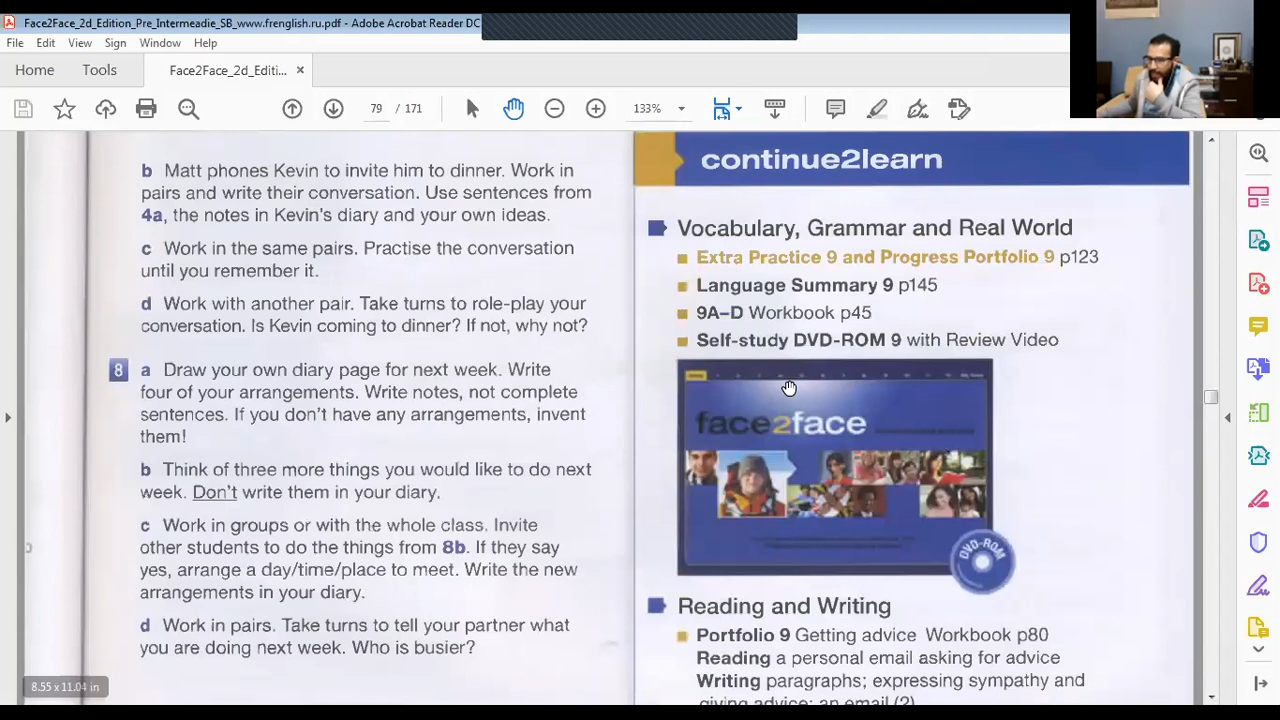 Face2Face_2d_Edition_Pre_Intermeadie_SB_www.frenglish.ru.pdf - Adobe Acrobat Reader DC
File Edit View Sign Window Help
Home Tools Face2Face_2d_Editi... ×
79 / 171 133%
b Matt phones Kevin to invite him to dinner. Work in
pairs and write their conversation. Use sentences from
4a, the notes in Kevin's diary and your own ideas.
c Work in the same pairs. Practise the conversation
until you remember it.
d Work with another pair. Take turns to role-play your
conversation. Is Kevin coming to dinner? If not, why not?
8 a Draw your own diary page for next week. Write
four of your arrangements. Write notes, not complete
sentences. If you don't have any arrangements, invent
them!
b Think of three more things you would like to do next
week. Don't write them in your diary.
c Work in groups or with the whole class. Invite
other students to do the things from 8b. If they say
yes, arrange a day/time/place to meet. Write the new
arrangements in your diary.
d Work in pairs. Take turns to tell your partner what
you are doing next week. Who is busier?
8.55 x 11.04 in
continue2learn
Vocabulary, Grammar and Real World
Extra Practice 9 and Progress Portfolio 9 p123
Language Summary 9 p145
9A–D Workbook p45
Self-study DVD-ROM 9 with Review Video
face2face
DVD-ROM
Reading and Writing
Portfolio 9 Getting advice Workbook p80
Reading a personal email asking for advice
Writing paragraphs; expressing sympathy and
giving advice; an email (2)